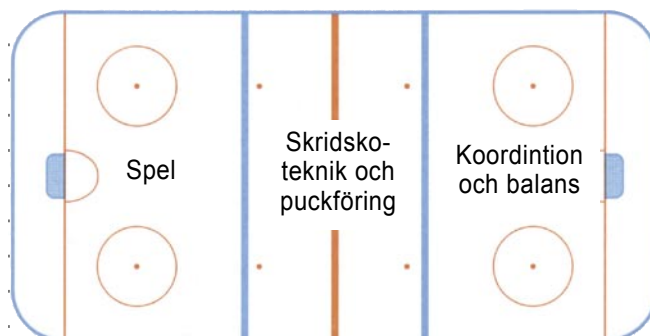 Spel
Skridsko-
teknik och
puckföring
Koordintion
och balans